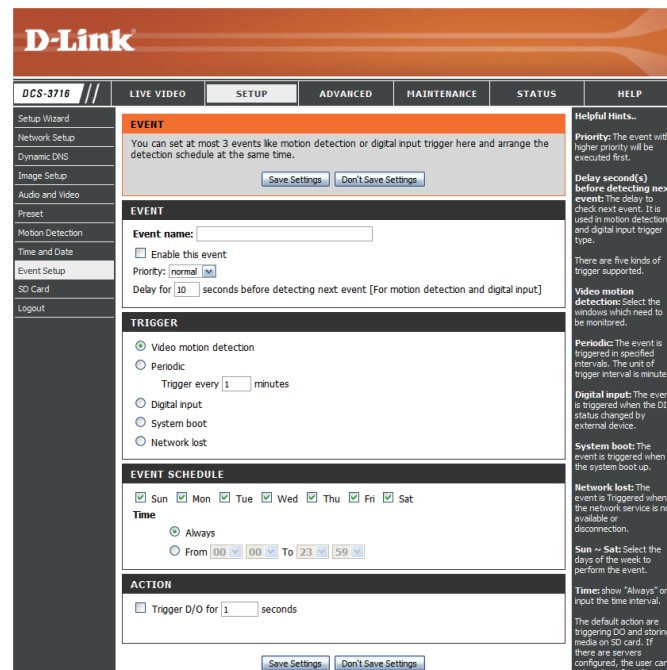 D-Link
DCS-3716
LIVE VIDEO
SETUP
ADVANCED
MAINTENANCE
STATUS
HELP
Setup Wizard
Network Setup
Dynamic DNS
Image Setup
Audio and Video
Preset
Motion Detection
Time and Date
Event Setup
SD Card
Logout
EVENT
You can set at most 3 events like motion detection or digital input trigger here and arrange the
detection schedule at the same time.
Save Settings Don't Save Settings
EVENT
Event name:
Enable this event
Priority: normal
Delay for 10 seconds before detecting next event [For motion detection and digital input]
TRIGGER
Video motion detection
Periodic
Trigger every 1 minutes
Digital input
System boot
Network lost
EVENT SCHEDULE
Sun Mon Tue Wed Thu Fri Sat
Time
Always
From 00 00 To 23 59
ACTION
Trigger D/O for 1 seconds
Save Settings Don't Save Settings
Helpful Hints..
Priority: The event with
higher priority will be
executed first.
Delay second(s)
before detecting nex
event: The delay to
check next event. It is
used in motion detection
and digital input trigger
type.
There are five kinds of
trigger supported.
Video motion
detection: Select the
windows which need to
be monitored.
Periodic: The event is
triggered in specified
intervals. The unit of
trigger interval is minute
Digital input: The even
is triggered when the DI
status changed by
external device.
System boot: The
event is triggered when
the system boot up.
Network lost: The
event is Triggered when
the network service is no
available or
disconnection.
Sun ~ Sat: Select the
days of the week to
perform the event.
Time: show "Always" or
input the time interval.
The default action are
triggering DO and storing
media on SD card. If
there are servers
configured, the user can